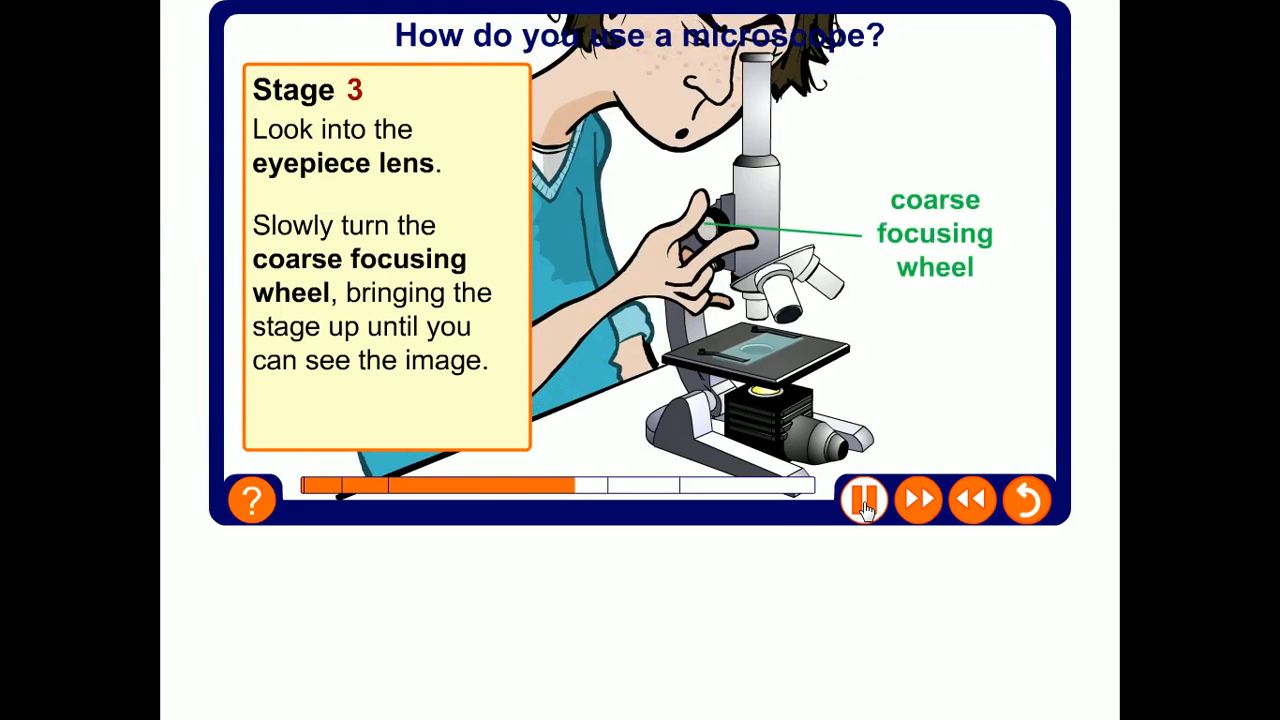 How do you use a microscope?
Stage 3
Look into the
eyepiece lens.
Slowly turn the
coarse focusing
wheel, bringing the
stage up until you
can see the image.
coarse
focusing
wheel
?